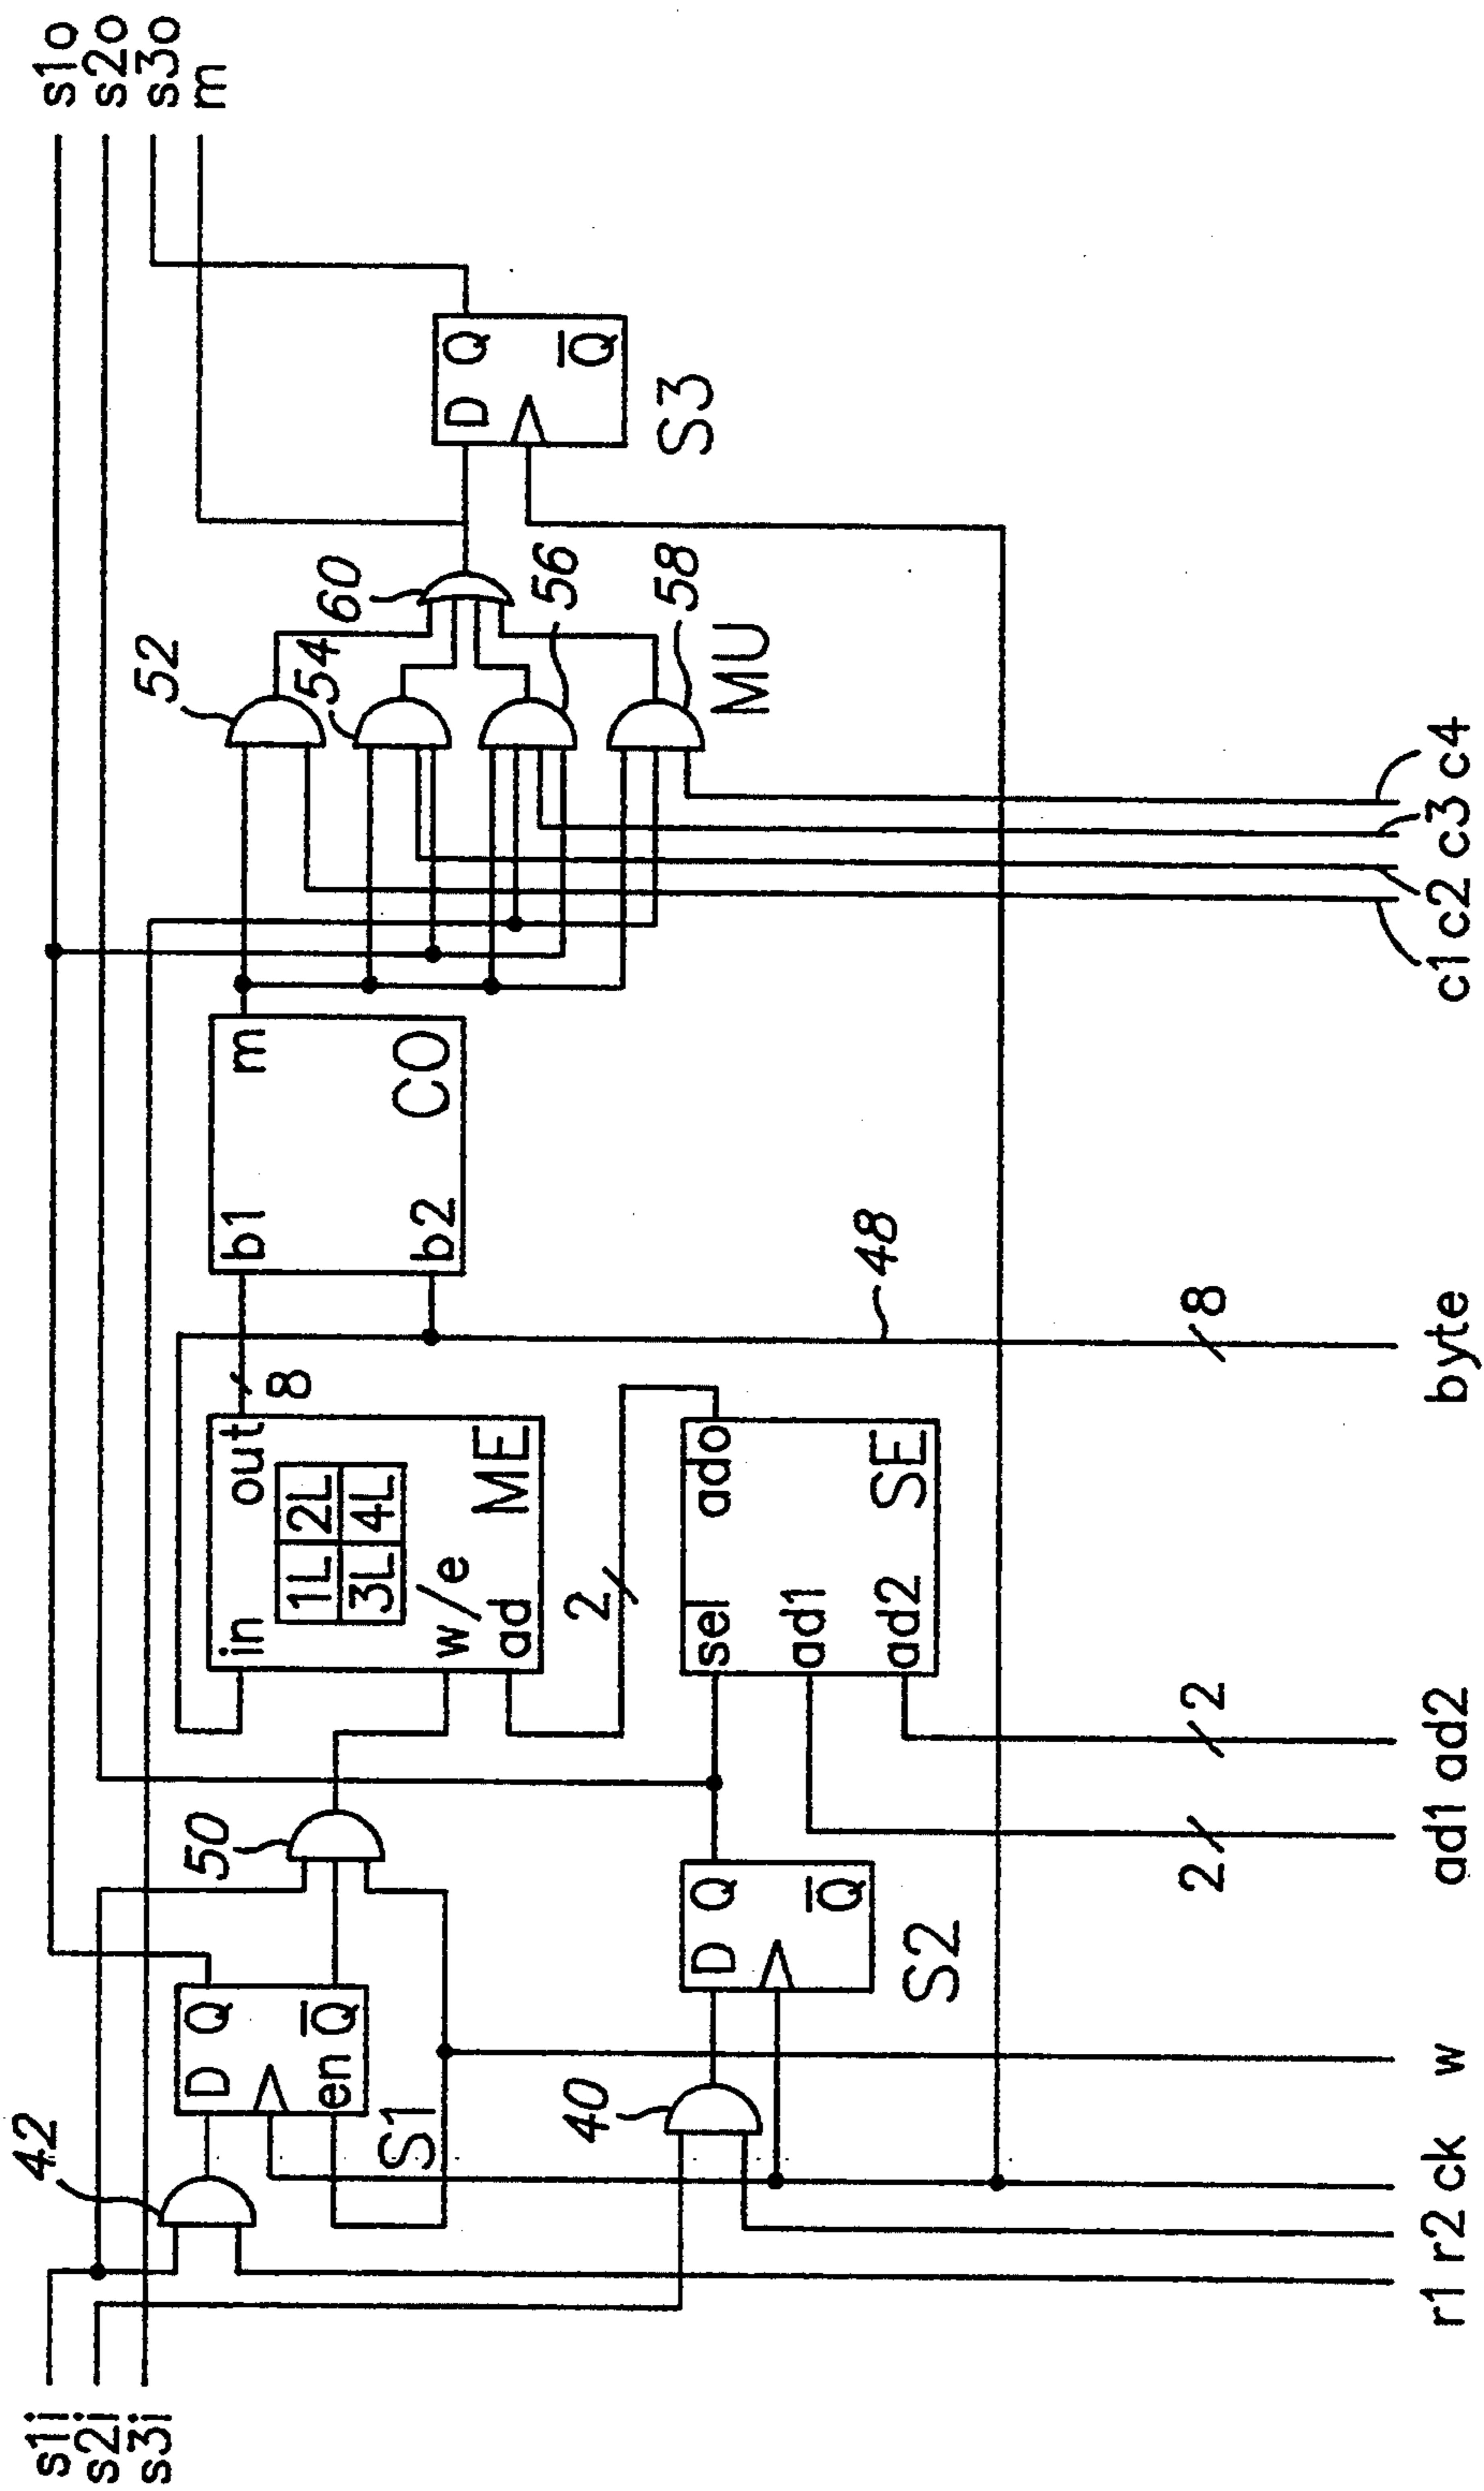 s1i
s2i
s3i
42
D Q
en Q̅
S1
50
in out
1L 2L
3L 4L
w/e
ad ME
8
b1 m
b2 CO
52
54
56
58
60
MU
D Q
Q̅
S3
s1o
s2o
s3o
m
40
D Q
Q̅
S2
2
sel ado
ad1
ad2 SE
48
2
2
8
r1 r2 ck w ad1 ad2 byte c1 c2 c3 c4